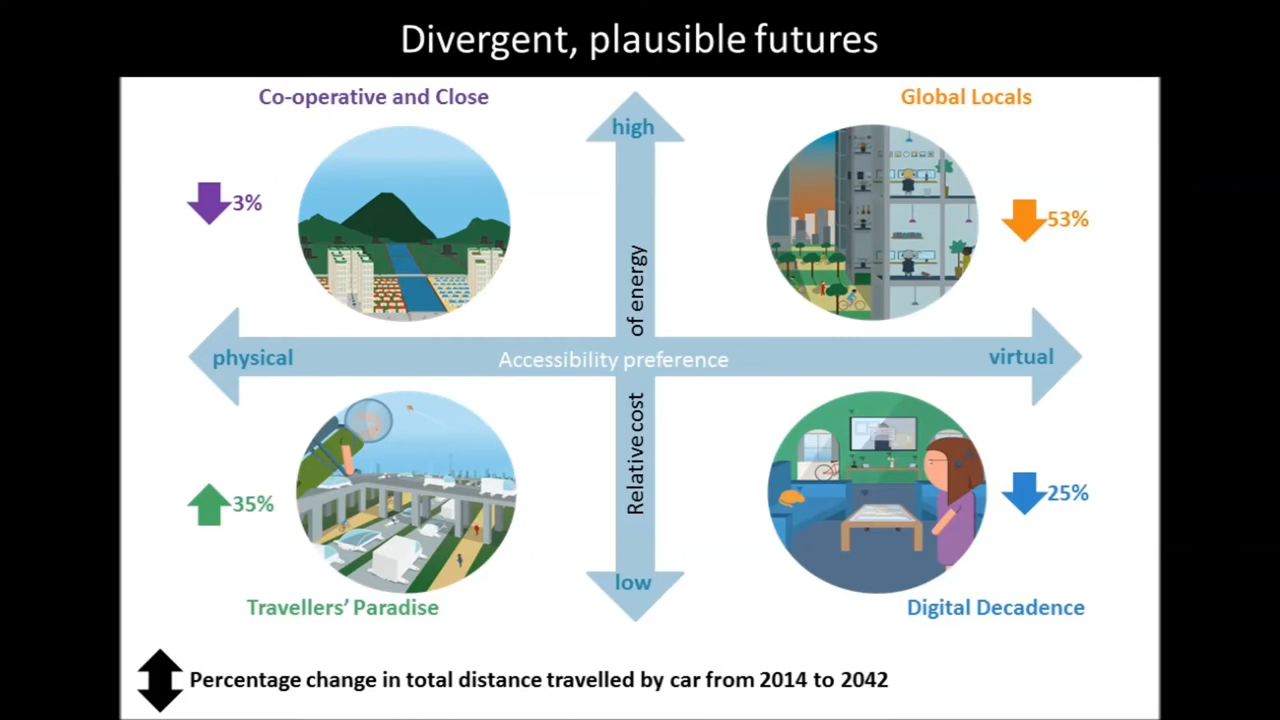 Divergent, plausible futures
Co-operative and Close
Global Locals
high
3%
53%
of energy
physical
Accessibility preference
virtual
Relative cost
35%
25%
low
Travellers' Paradise
Digital Decadence
Percentage change in total distance travelled by car from 2014 to 2042